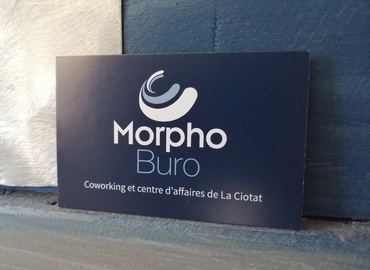 Morpho
Buro
Coworking et centre d'affaires de La Ciotat